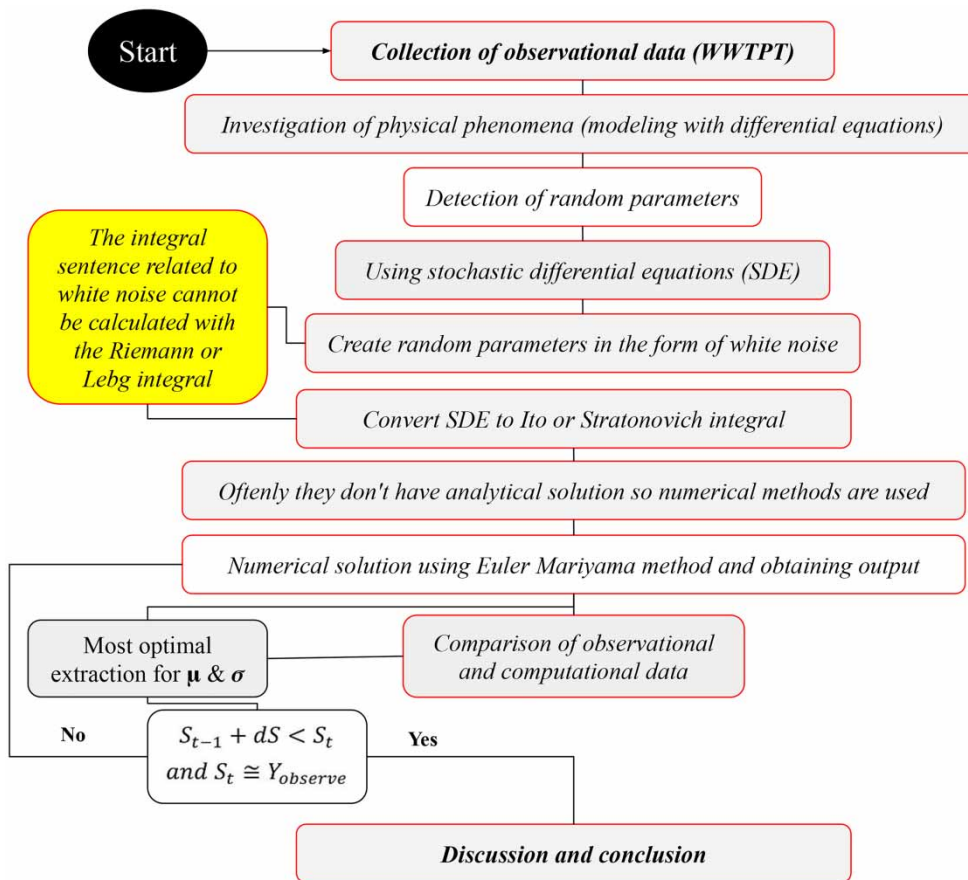 Start
Collection of observational data (WWTPT)
Investigation of physical phenomena (modeling with differential equations)
Detection of random parameters
The integral
sentence related to
white noise cannot
be calculated with
the Riemann or
Lebg integral
Using stochastic differential equations (SDE)
Create random parameters in the form of white noise
Convert SDE to Ito or Stratonovich integral
Oftenly they don't have analytical solution so numerical methods are used
Numerical solution using Euler Mariyama method and obtaining output
Most optimal
extraction for μ & σ
Comparison of observational
and computational data
No
S_{t−1} + dS < S_t
and S_t ≅ Y_{observe}
Yes
Discussion and conclusion